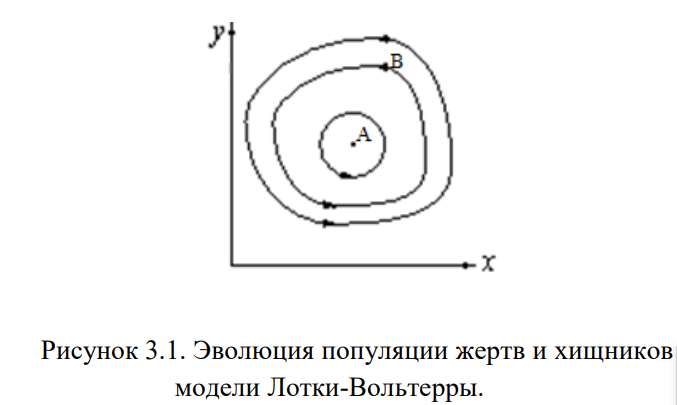 y
B
A
x
Рисунок 3.1. Эволюция популяции жертв и хищников
модели Лотки-Вольтерры.